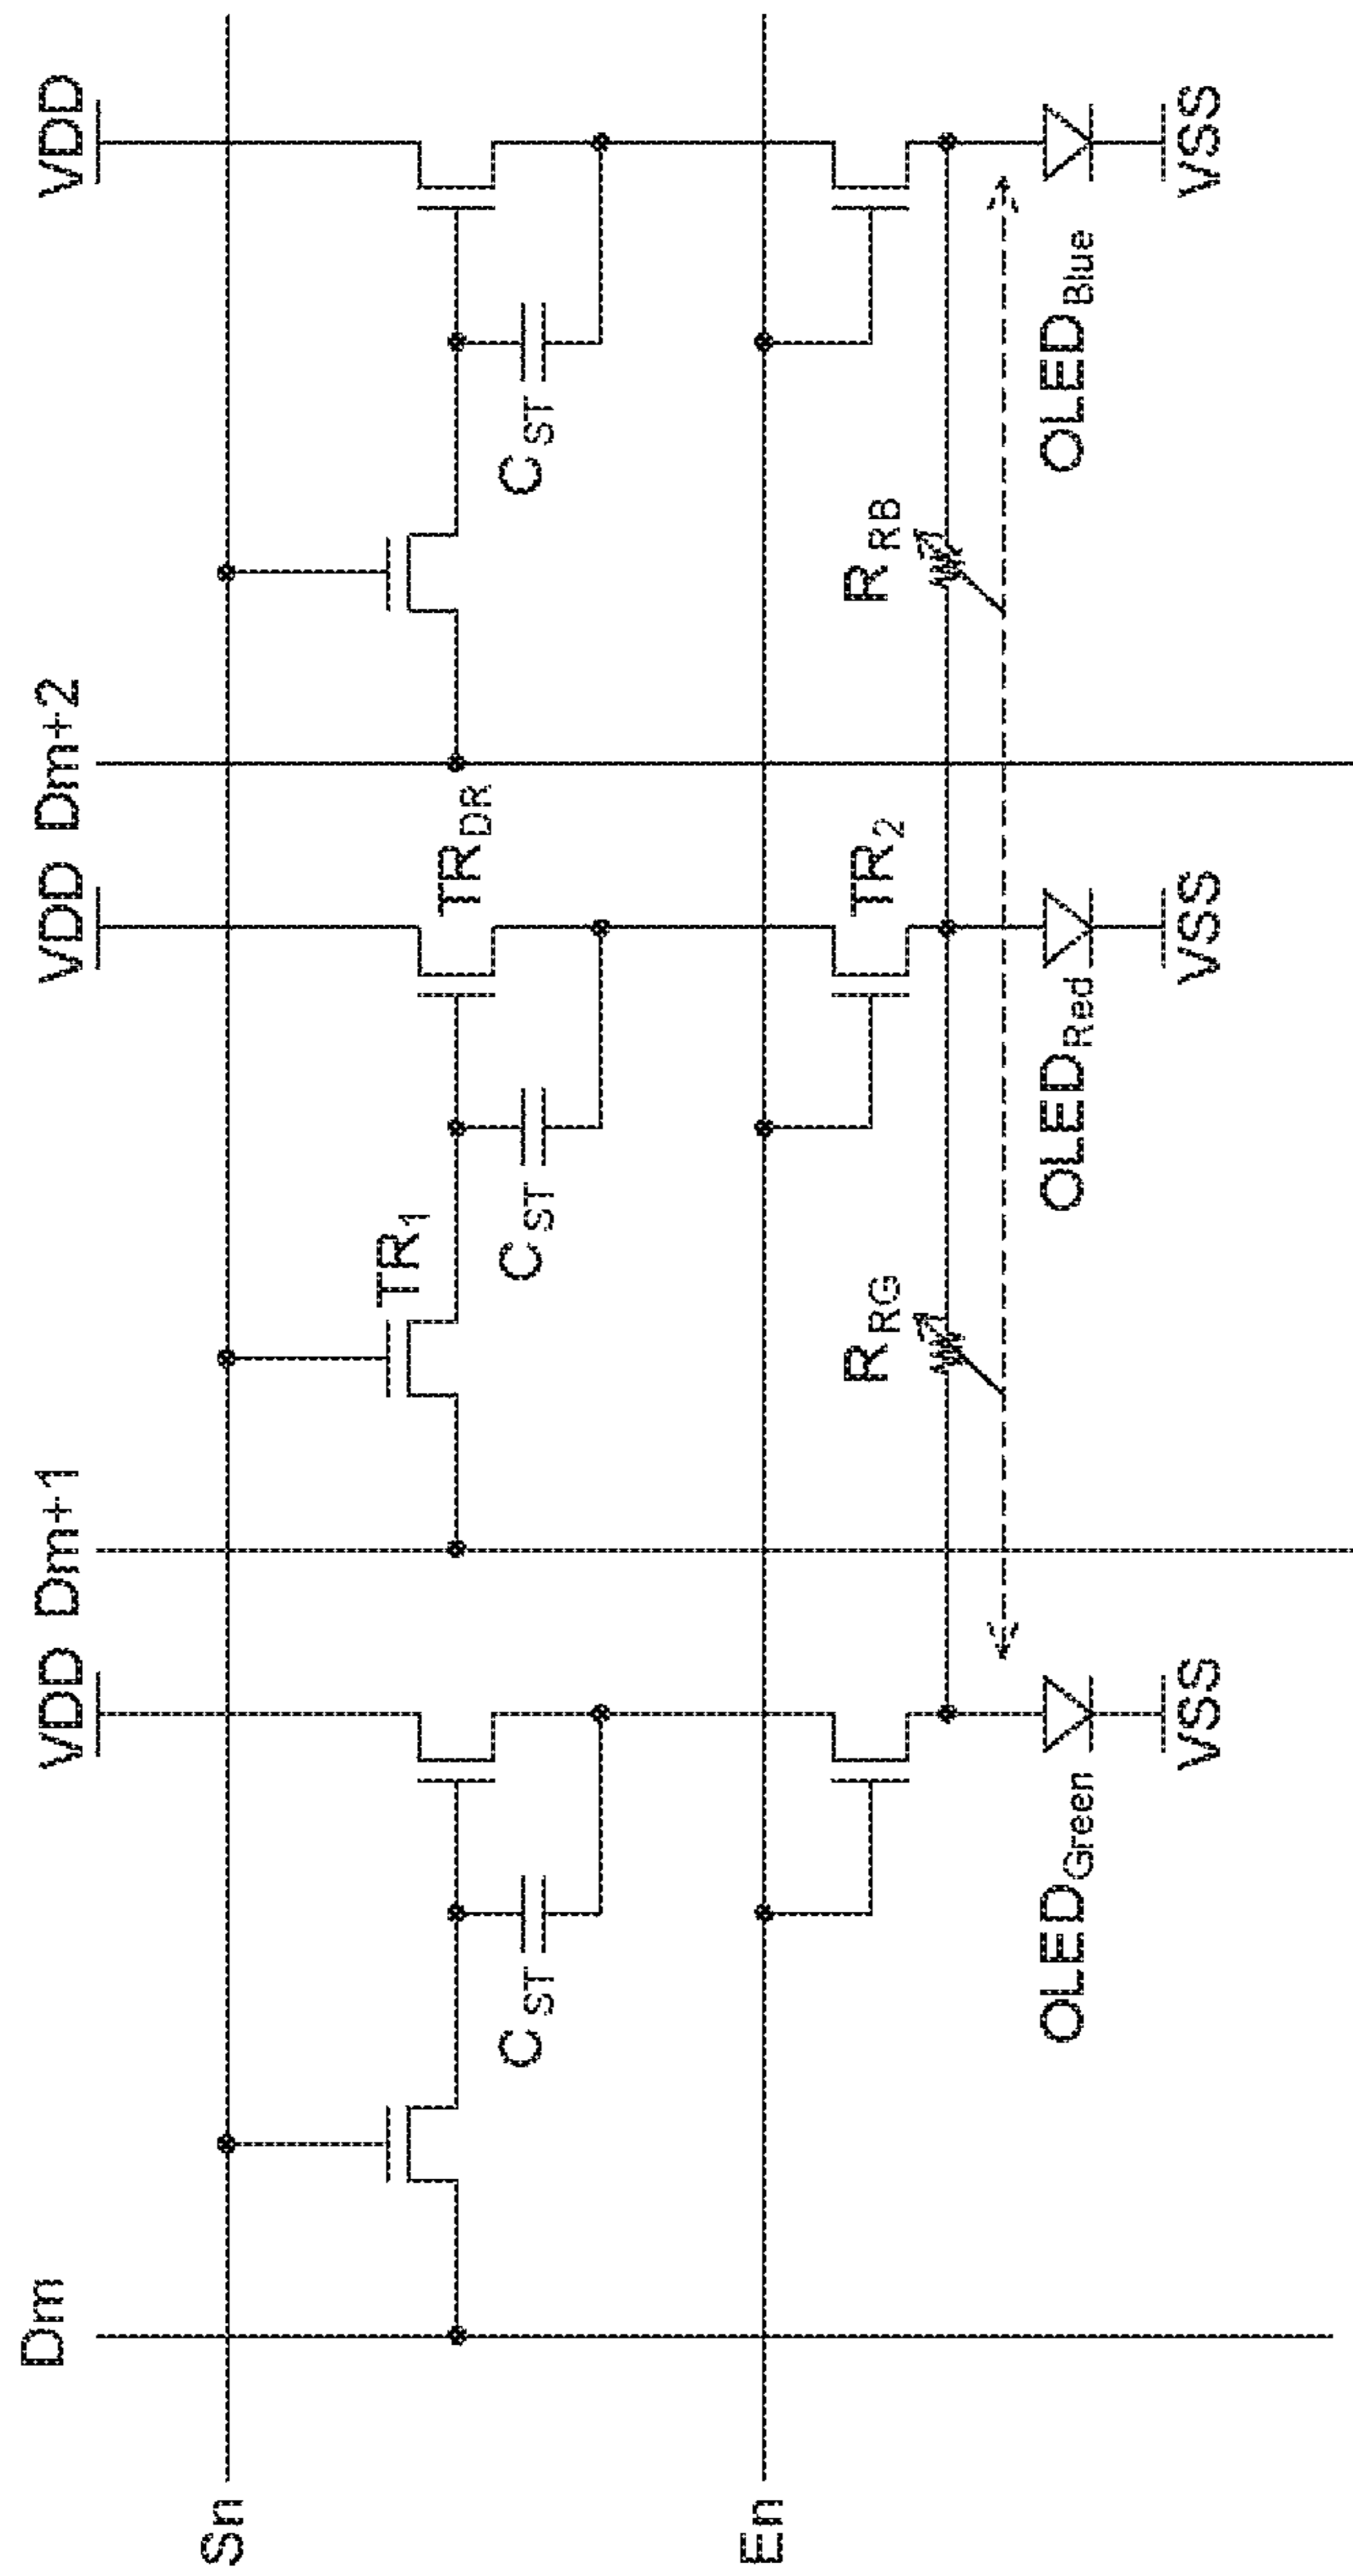 Dm VDD Dm+1 VDD Dm+2 VDD
Sn
TR1
TRDR
CST CST CST
En
RRG RRB
TR2
OLEDGreen OLEDRed OLEDBlue
VSS VSS VSS